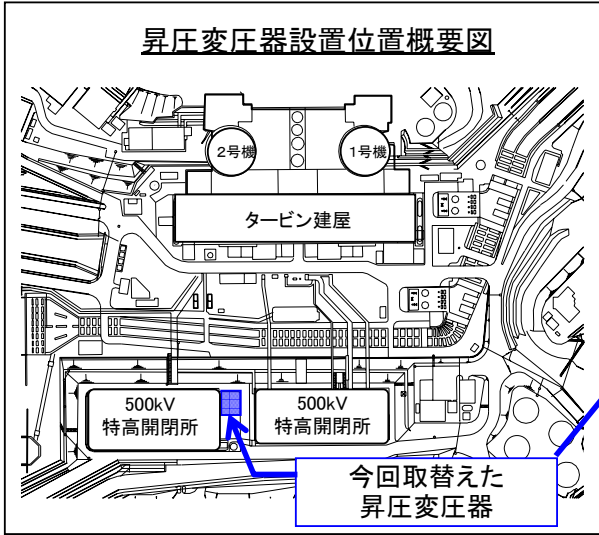 昇圧変圧器設置位置概要図
2号機
1号機
タービン建屋
500kV
特高開閉所
500kV
特高開閉所
今回取替えた
昇圧変圧器